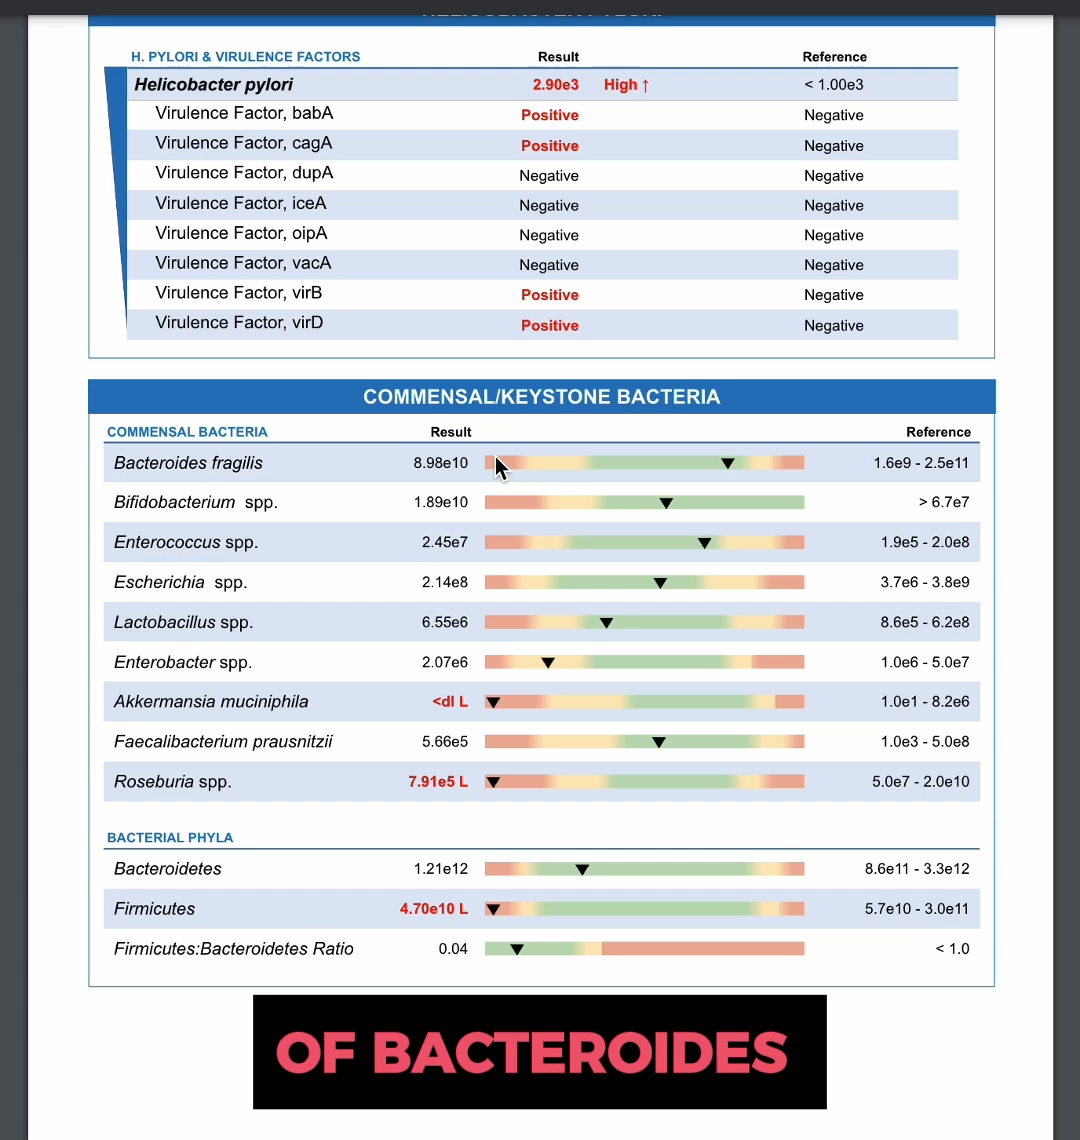 H. PYLORI & VIRULENCE FACTORS Result Reference
Helicobacter pylori 2.90e3 High ↑ < 1.00e3
Virulence Factor, babA Positive Negative
Virulence Factor, cagA Positive Negative
Virulence Factor, dupA Negative Negative
Virulence Factor, iceA Negative Negative
Virulence Factor, oipA Negative Negative
Virulence Factor, vacA Negative Negative
Virulence Factor, virB Positive Negative
Virulence Factor, virD Positive Negative
COMMENSAL/KEYSTONE BACTERIA
COMMENSAL BACTERIA Result Reference
Bacteroides fragilis 8.98e10 1.6e9 - 2.5e11
Bifidobacterium spp. 1.89e10 > 6.7e7
Enterococcus spp. 2.45e7 1.9e5 - 2.0e8
Escherichia spp. 2.14e8 3.7e6 - 3.8e9
Lactobacillus spp. 6.55e6 8.6e5 - 6.2e8
Enterobacter spp. 2.07e6 1.0e6 - 5.0e7
Akkermansia muciniphila <dl L 1.0e1 - 8.2e6
Faecalibacterium prausnitzii 5.66e5 1.0e3 - 5.0e8
Roseburia spp. 7.91e5 L 5.0e7 - 2.0e10
BACTERIAL PHYLA
Bacteroidetes 1.21e12 8.6e11 - 3.3e12
Firmicutes 4.70e10 L 5.7e10 - 3.0e11
Firmicutes:Bacteroidetes Ratio 0.04 < 1.0
OF BACTEROIDES